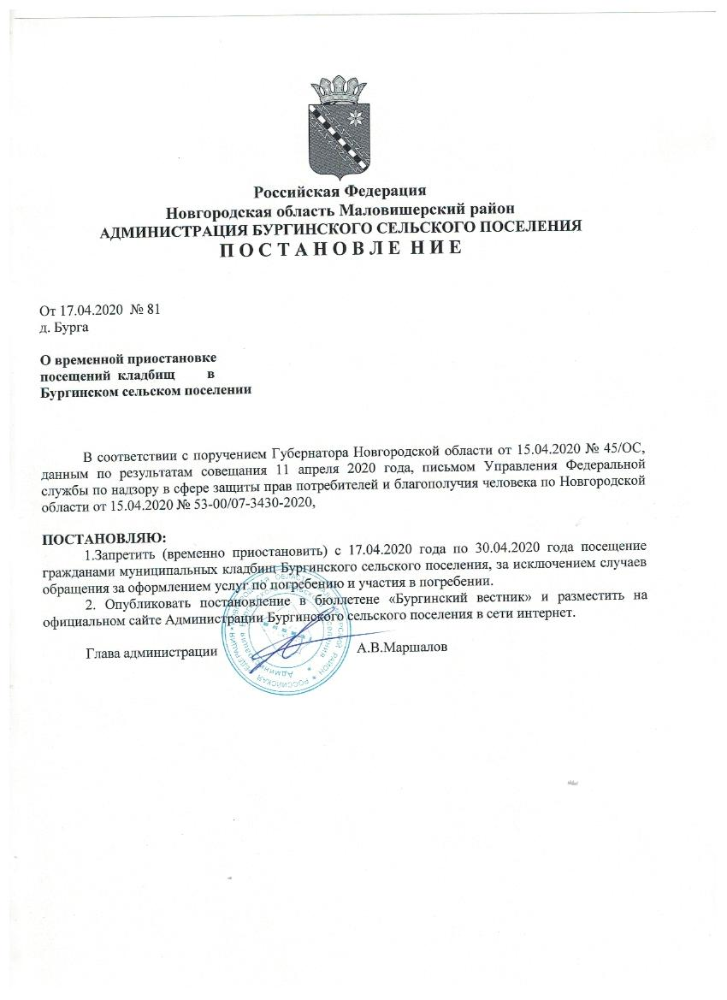 Российская Федерация
Новгородская область Маловишерский район
АДМИНИСТРАЦИЯ БУРГИНСКОГО СЕЛЬСКОГО ПОСЕЛЕНИЯ
П О С Т А Н О В Л Е Н И Е
От 17.04.2020 № 81
д. Бурга
О временной приостановке
посещений кладбищ в
Бургинском сельском поселении
В соответствии с поручением Губернатора Новгородской области от 15.04.2020 № 45/ОС,
данным по результатам совещания 11 апреля 2020 года, письмом Управления Федеральной
службы по надзору в сфере защиты прав потребителей и благополучия человека по Новгородской
области от 15.04.2020 № 53-00/07-3430-2020,
ПОСТАНОВЛЯЮ:
1.Запретить (временно приостановить) с 17.04.2020 года по 30.04.2020 года посещение
гражданами муниципальных кладбищ Бургинского сельского поселения, за исключением случаев
обращения за оформлением услуг по погребению и участия в погребении.
2. Опубликовать постановление в бюллетене «Бургинский вестник» и разместить на
официальном сайте Администрации Бургинского сельского поселения в сети интернет.
Глава администрации А.В.Маршалов
РОССИЙСКАЯ ФЕДЕРАЦИЯ